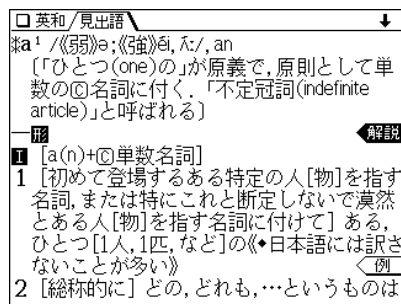 英和/見出語
*a¹ /《弱》ə;《強》éi, ʎː/, an
〔「ひとつ(one)の」が原義で,原則として単
数のⒸ名詞に付く.「不定冠詞(indefinite
article)」と呼ばれる〕
—形 解説
I [a(n)+Ⓒ単数名詞]
1 [初めて登場するある特定の人[物]を指す
名詞,または特にこれと断定しないで漠然
とある人[物]を指す名詞に付けて] ある,
ひとつ[1人,1匹,など]の《◆日本語には訳さ
ないことが多い》 例
2 [総称的に] どの,どれも,…というものは